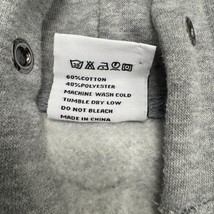 60%COTTON
40%POLYESTER
MACHINE WASH COLD
TUMBLE DRY LOW
DO NOT BLEACH
MADE IN CHINA